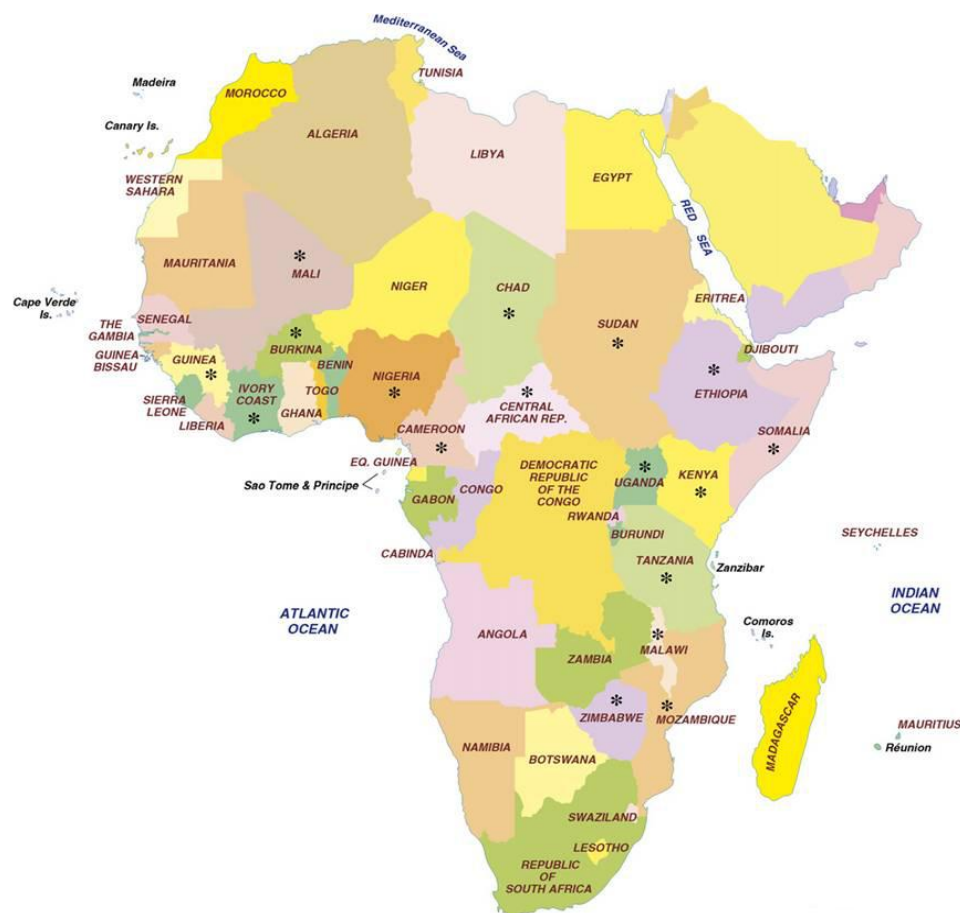 Mediterranean Sea
TUNISIA
Madeira
MOROCCO
Canary Is.
ALGERIA
LIBYA
EGYPT
WESTERN
SAHARA
RED SEA
MAURITANIA
*
MALI
NIGER
CHAD
*
Cape Verde
Is.
ERITREA
SENEGAL
SUDAN
*
THE
GAMBIA
*
BURKINA
DJIBOUTI
GUINEA
BISSAU
GUINEA
*
BENIN
NIGERIA
*
*
ETHIOPIA
IVORY
COAST
*
TOGO
*
CENTRAL
AFRICAN REP.
SIERRA
LEONE
LIBERIA
GHANA
CAMEROON
*
SOMALIA
*
EQ. GUINEA
DEMOCRATIC
REPUBLIC
OF THE
CONGO
*
UGANDA
KENYA
*
Sao Tome & Principe
GABON
CONGO
RWANDA
BURUNDI
SEYCHELLES
CABINDA
TANZANIA
*
Zanzibar
INDIAN
OCEAN
ATLANTIC
OCEAN
ANGOLA
*
MALAWI
Comoros
Is.
ZAMBIA
*
ZIMBABWE
*
MOZAMBIQUE
MADAGASCAR
MAURITIUS
Réunion
NAMIBIA
BOTSWANA
SWAZILAND
LESOTHO
REPUBLIC
OF
SOUTH AFRICA